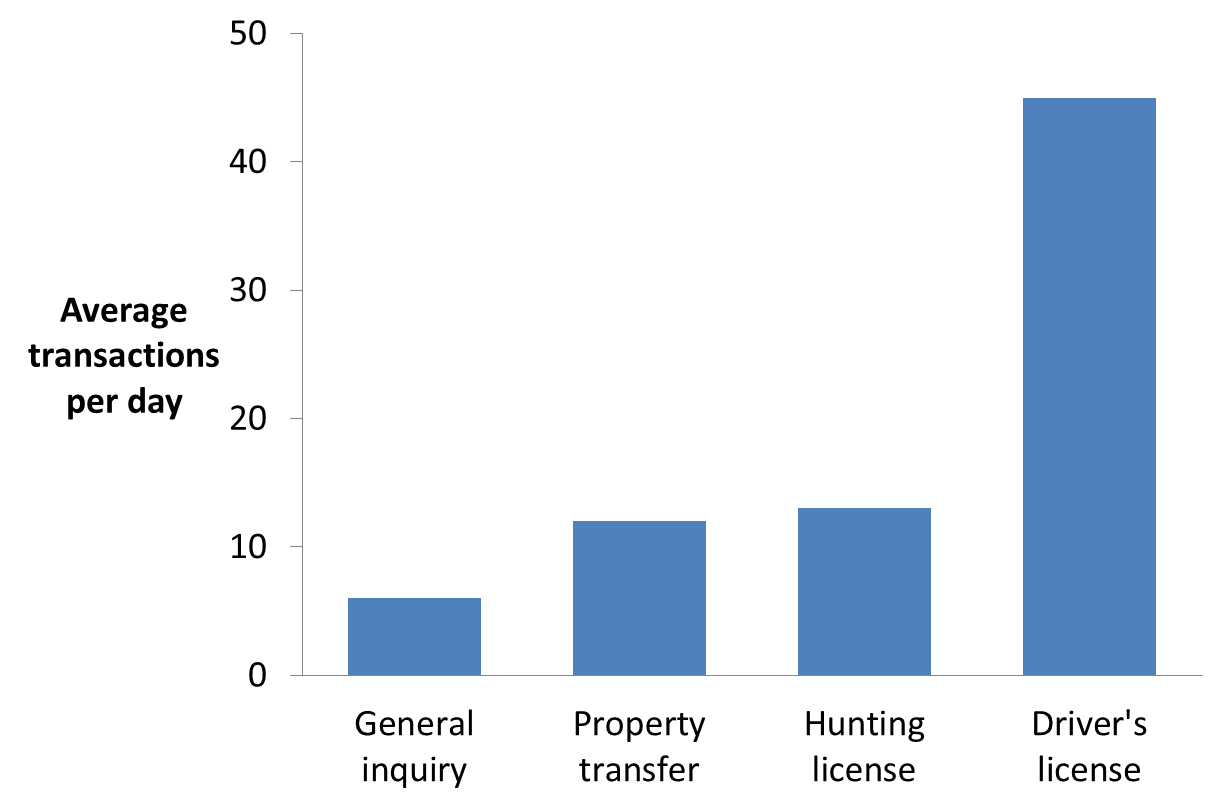 50
40
30
20
10
0
Average
transactions
per day
General
inquiry
Property
transfer
Hunting
license
Driver's
license